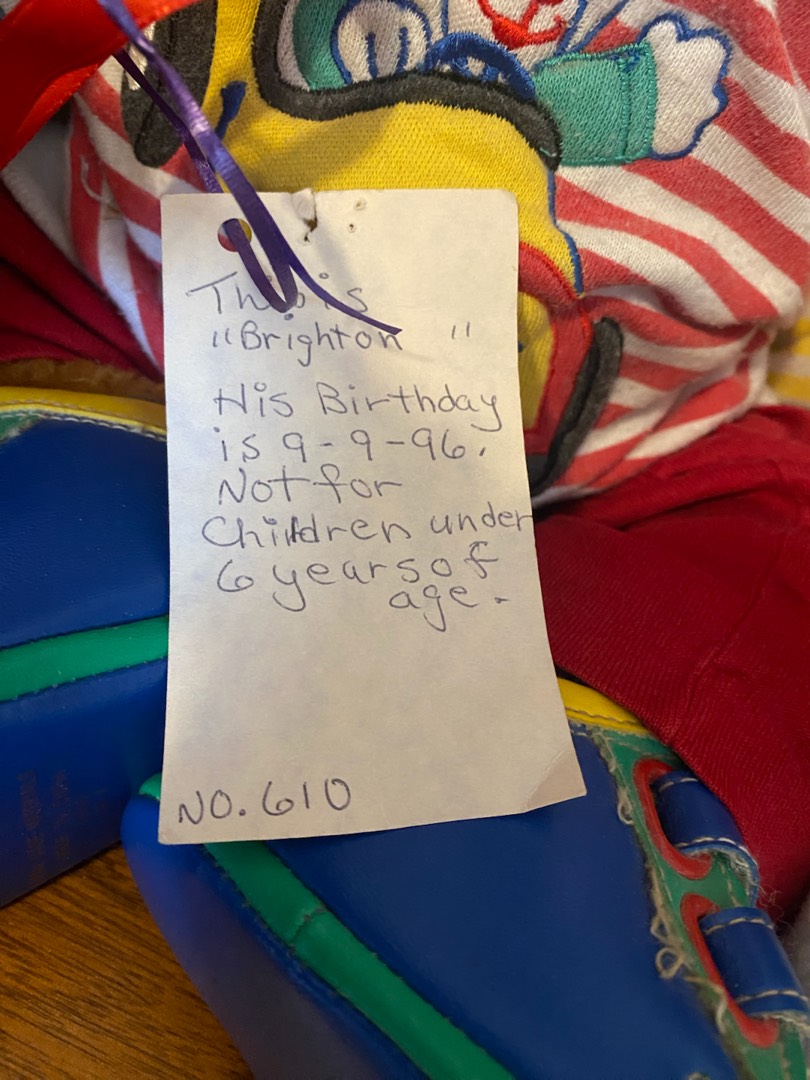 This is
"Brighton "
His Birthday
is 9-9-96.
Not for
Children under
6 years of
age.
NO. 610